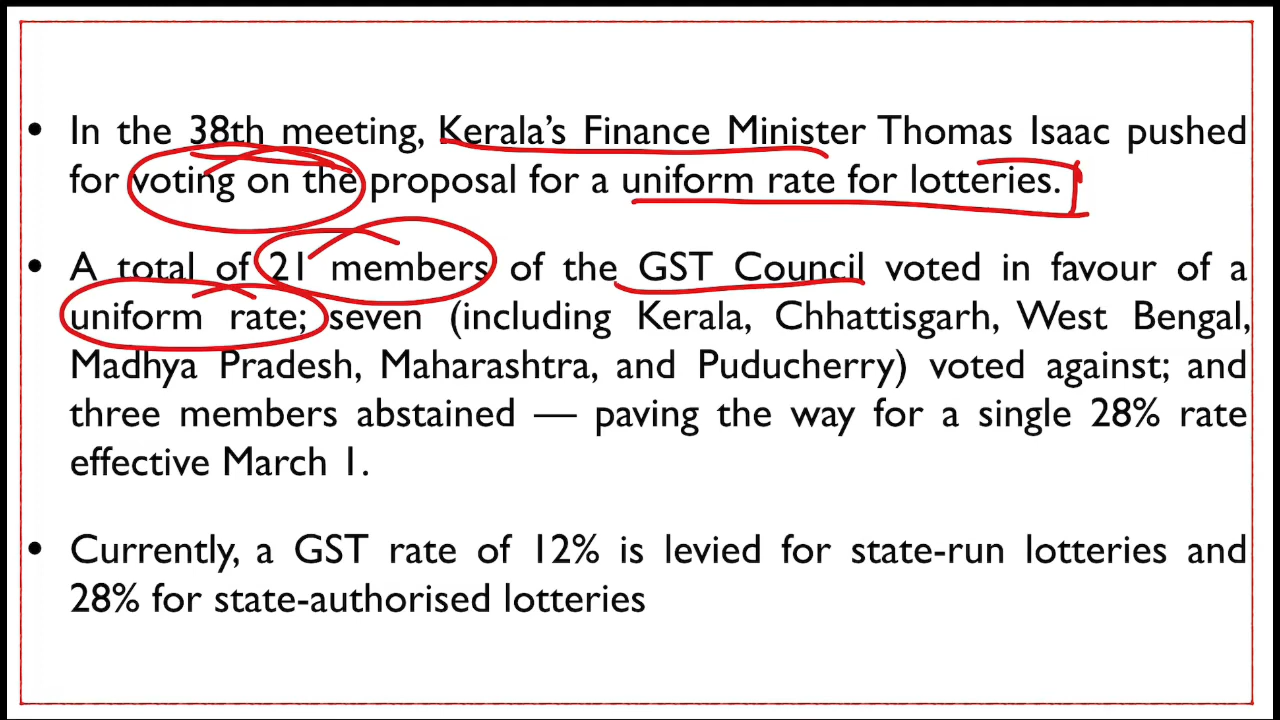 • In the 38th meeting, Kerala's Finance Minister Thomas Isaac pushed
for voting on the proposal for a uniform rate for lotteries.
• A total of 21 members of the GST Council voted in favour of a
uniform rate; seven (including Kerala, Chhattisgarh, West Bengal,
Madhya Pradesh, Maharashtra, and Puducherry) voted against; and
three members abstained — paving the way for a single 28% rate
effective March 1.
• Currently, a GST rate of 12% is levied for state-run lotteries and
28% for state-authorised lotteries